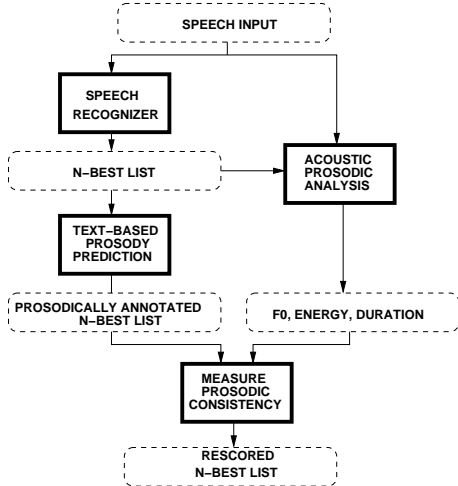 SPEECH INPUT
SPEECH
RECOGNIZER
N−BEST LIST
ACOUSTIC
PROSODIC
ANALYSIS
TEXT−BASED
PROSODY
PREDICTION
PROSODICALLY ANNOTATED
N−BEST LIST
F0, ENERGY, DURATION
MEASURE
PROSODIC
CONSISTENCY
RESCORED
N−BEST LIST